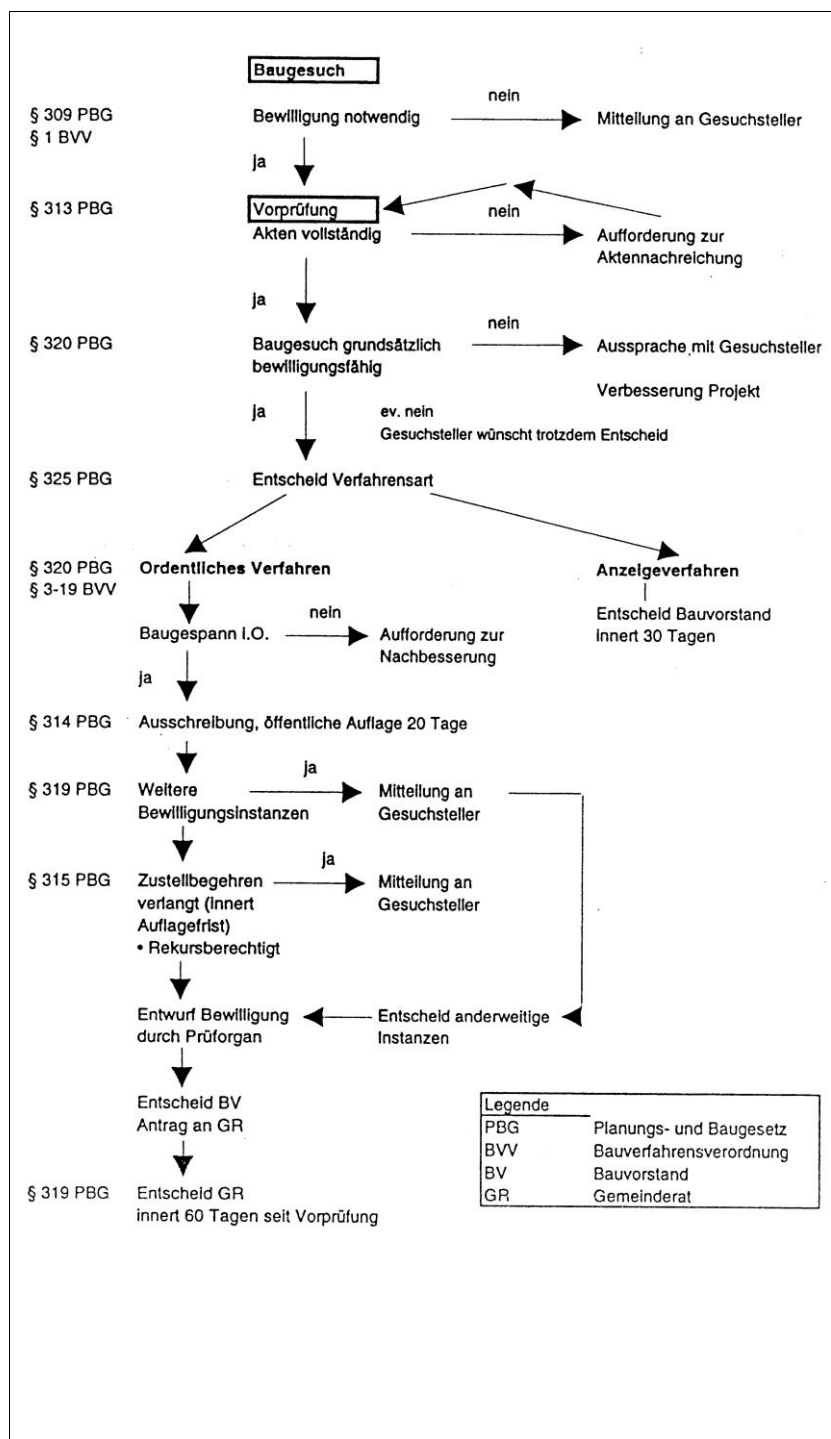 Baugesuch
nein
§ 309 PBG Bewilligung notwendig Mitteilung an Gesuchsteller
§ 1 BVV
ja
§ 313 PBG Vorprüfung nein
Akten vollständig Aufforderung zur
Aktennachreichung
ja
nein
§ 320 PBG Baugesuch grundsätzlich Aussprache mit Gesuchsteller
bewilligungsfähig
Verbesserung Projekt
ja ev. nein
Gesuchsteller wünscht trotzdem Entscheid
§ 325 PBG Entscheid Verfahrensart
§ 320 PBG Ordentliches Verfahren Anzeigeverfahren
§ 3-19 BVV
Entscheid Bauvorstand
innert 30 Tagen
nein
Baugespann I.O. Aufforderung zur
Nachbesserung
ja
§ 314 PBG Ausschreibung, öffentliche Auflage 20 Tage
ja
§ 319 PBG Weitere Mitteilung an
Bewilligungsinstanzen Gesuchsteller
ja
§ 315 PBG Zustellbegehren Mitteilung an
verlangt (innert Gesuchsteller
Auflagefrist)
• Rekursberechtigt
Entwurf Bewilligung Entscheid anderweitige
durch Prüforgan Instanzen
Entscheid BV
Antrag an GR
§ 319 PBG Entscheid GR
innert 60 Tagen seit Vorprüfung
Legende
PBG Planungs- und Baugesetz
BVV Bauverfahrensverordnung
BV Bauvorstand
GR Gemeinderat